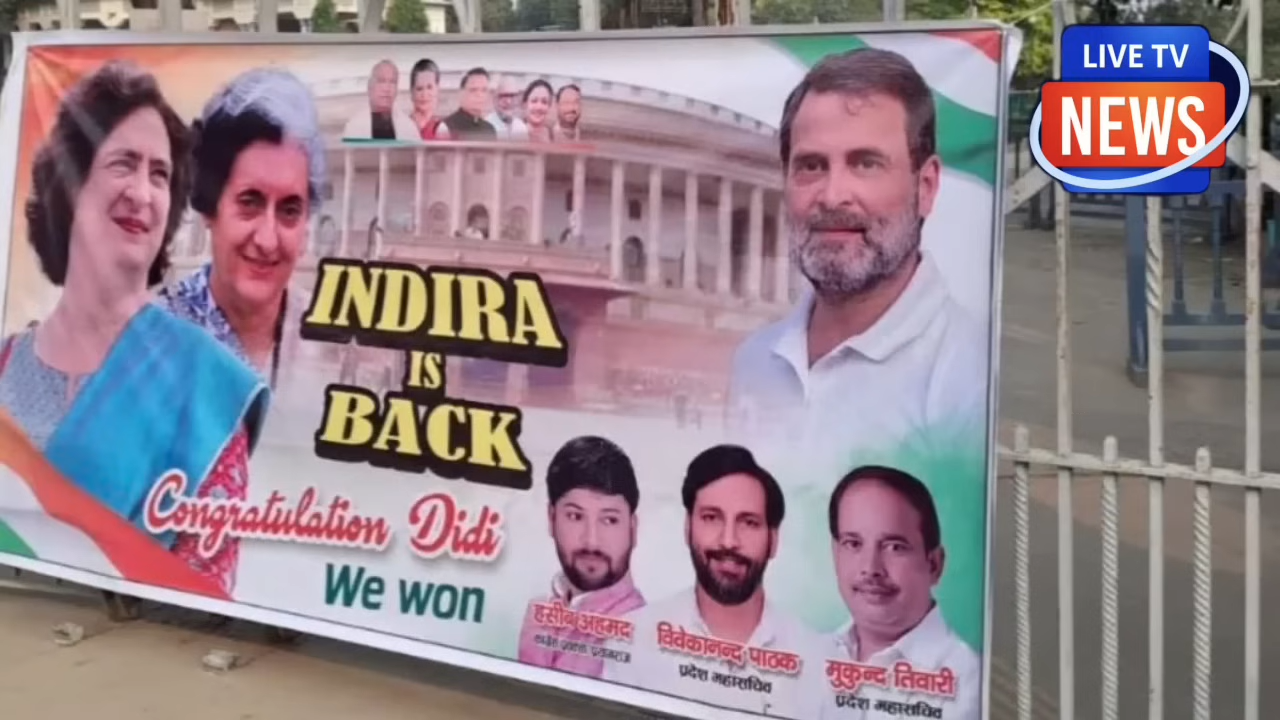 LIVE TV
NEWS
INDIRA
IS
BACK
Congratulation Didi
We won
हसीब अहमद
विवेकानन्द पाठक
प्रदेश महासचिव
मुकुन्द तिवारी
प्रदेश महासचिव